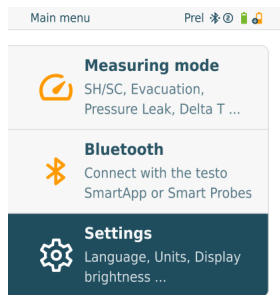 Main menu Prel ②
Measuring mode
SH/SC, Evacuation,
Pressure Leak, Delta T ...
Bluetooth
Connect with the testo
SmartApp or Smart Probes
Settings
Language, Units, Display
brightness ...